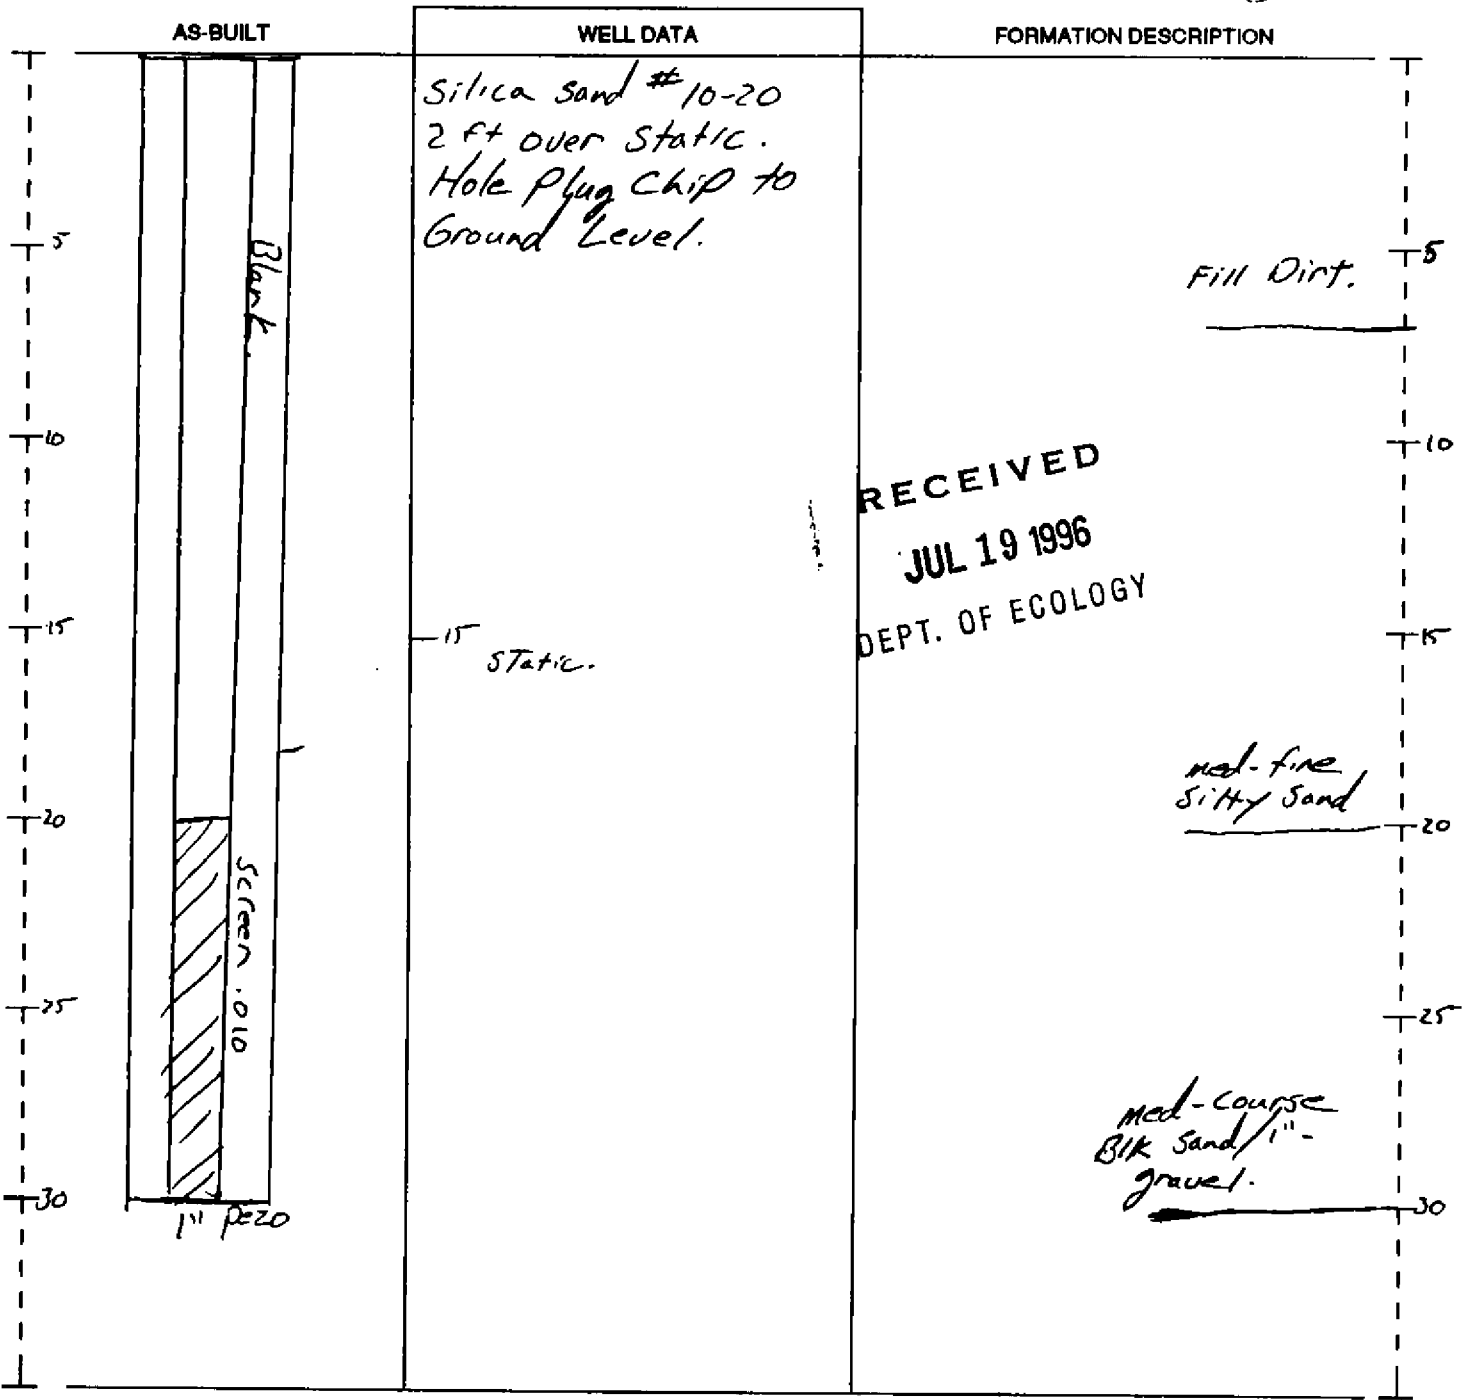 AS-BUILT
WELL DATA
FORMATION DESCRIPTION
Silica Sand # 10-20
2 ft over Static.
Hole Plug Chip to
Ground Level.
5
10
15
20
25
30
Blank.
Screen .010
1" Pezo
15
Static.
RECEIVED
JUL 19 1996
DEPT. OF ECOLOGY
Fill Dirt.
med-fine
Silty Sand
med-Course
Blk Sand/1"-
gravel.
5
10
15
20
25
30